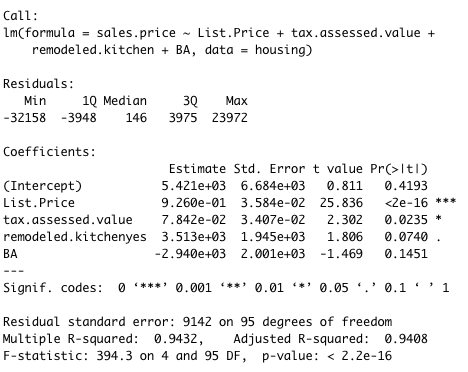 Call:
lm(formula = sales.price ~ List.Price + tax.assessed.value +
    remodeled.kitchen + BA, data = housing)

Residuals:
   Min     1Q Median     3Q    Max
-32158  -3948    146   3975  23972

Coefficients:
                      Estimate Std. Error t value Pr(>|t|)
(Intercept)          5.421e+03  6.684e+03   0.811   0.4193
List.Price           9.260e-01  3.584e-02  25.836   <2e-16 ***
tax.assessed.value   7.842e-02  3.407e-02   2.302   0.0235 *
remodeled.kitchenyes 3.513e+03  1.945e+03   1.806   0.0740 .
BA                  -2.940e+03  2.001e+03  -1.469   0.1451
---
Signif. codes:  0 ‘***’ 0.001 ‘**’ 0.01 ‘*’ 0.05 ‘.’ 0.1 ‘ ’ 1

Residual standard error: 9142 on 95 degrees of freedom
Multiple R-squared:  0.9432,    Adjusted R-squared:  0.9408
F-statistic: 394.3 on 4 and 95 DF,  p-value: < 2.2e-16